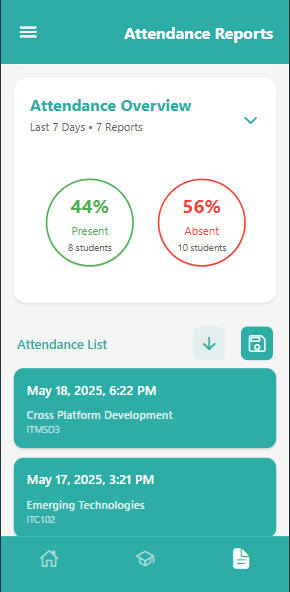 Attendance Reports
Attendance Overview
Last 7 Days • 7 Reports
44%
Present
8 students
56%
Absent
10 students
Attendance List
May 18, 2025, 6:22 PM
Cross Platform Development
ITMSD3
May 17, 2025, 3:21 PM
Emerging Technologies
ITC102